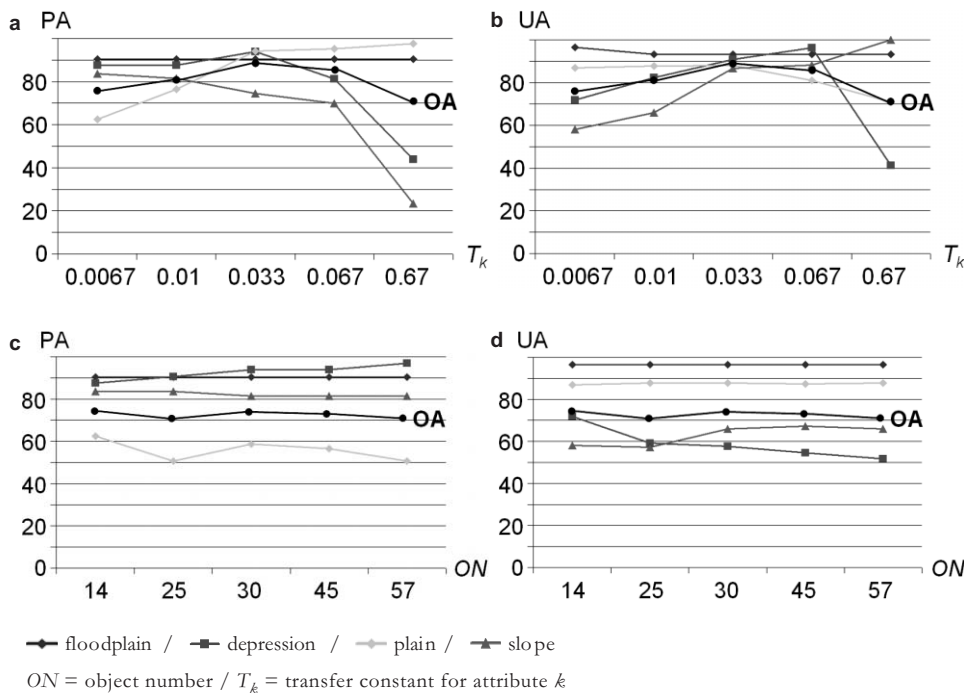 a PA
80
60
40
20
0
OA
0.0067 0.01 0.033 0.067 0.67 Tk
b UA
80
60
40
20
0
OA
0.0067 0.01 0.033 0.067 0.67 Tk
c PA
80
60
40
20
0
OA
14 25 30 45 57 ON
d UA
80
60
40
20
0
OA
14 25 30 45 57 ON
floodplain / depression / plain / slope
ON = object number / Tk = transfer constant for attribute k